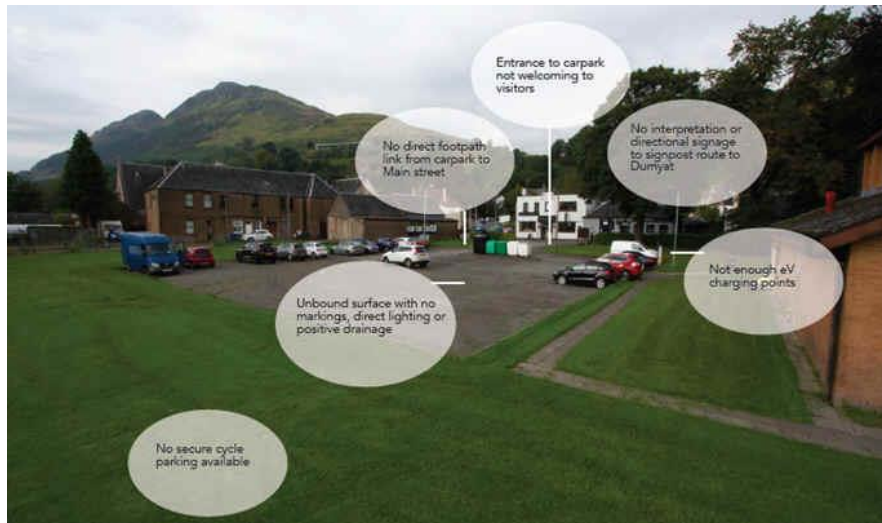 Entrance to carpark
not welcoming to
visitors
No direct footpath
link from carpark to
Main street
No interpretation or
directional signage
to signpost route to
Dumyat
Not enough eV
charging points
Unbound surface with no
markings, direct lighting or
positive drainage
No secure cycle
parking available